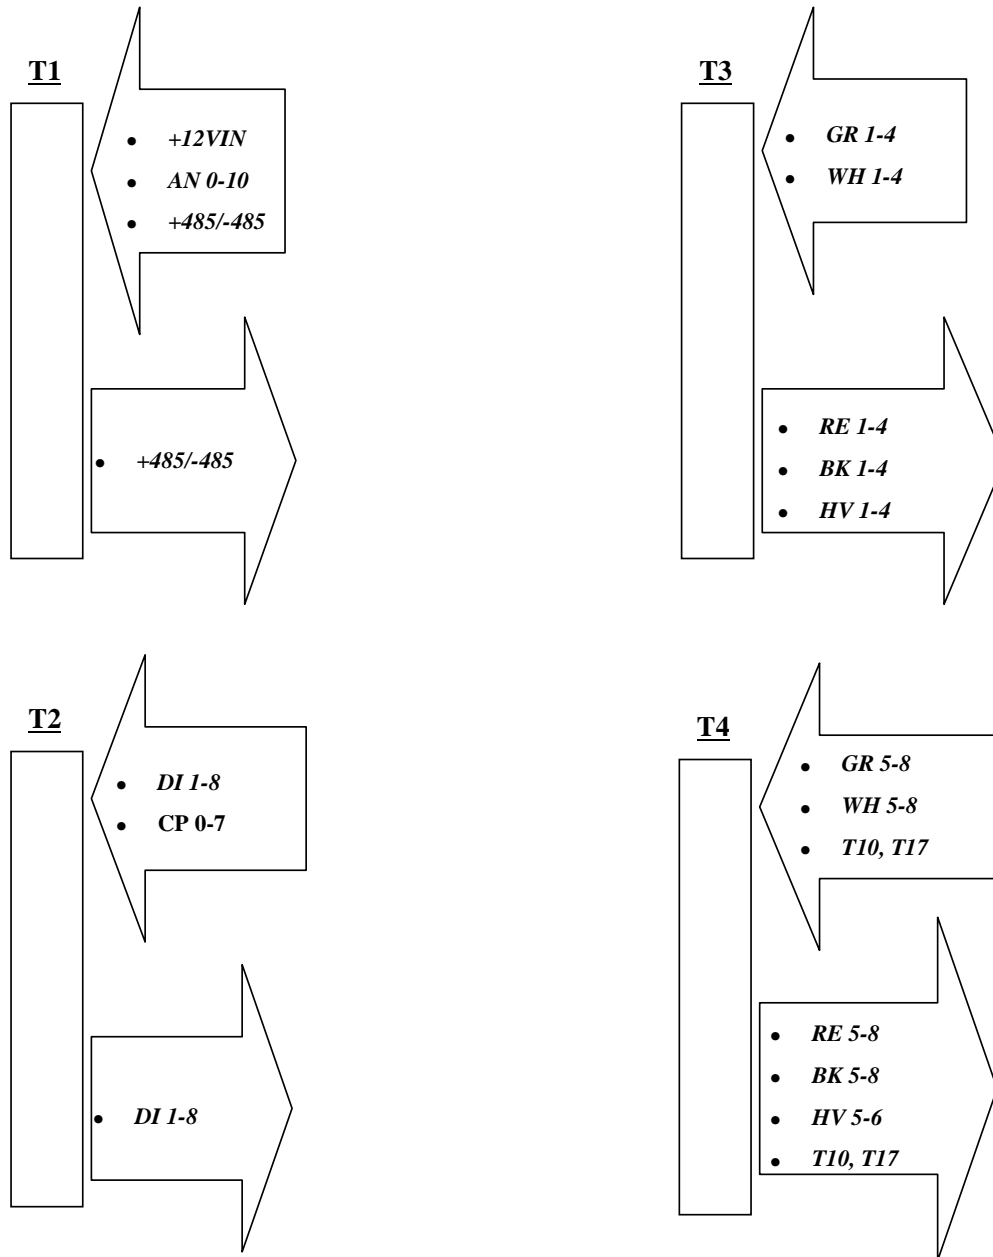 T1
• +12VIN
• AN 0-10
• +485/-485
• +485/-485
T3
• GR 1-4
• WH 1-4
• RE 1-4
• BK 1-4
• HV 1-4
T2
• DI 1-8
• CP 0-7
• DI 1-8
T4
• GR 5-8
• WH 5-8
• T10, T17
• RE 5-8
• BK 5-8
• HV 5-6
• T10, T17